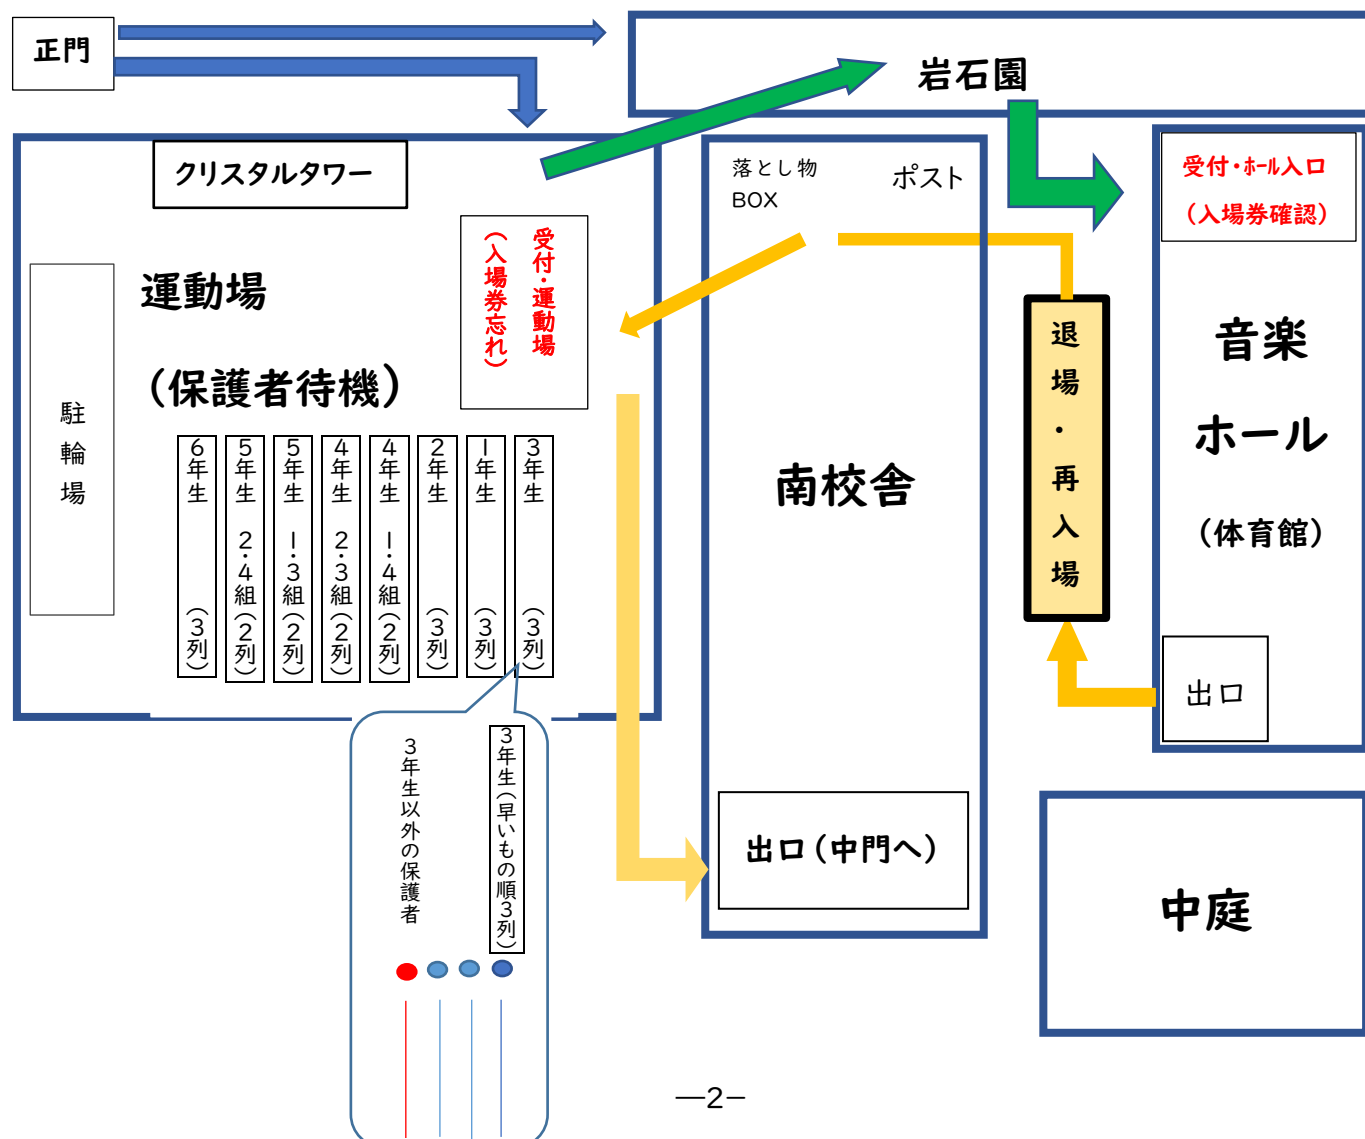 正門
岩石園
クリスタルタワー
落とし物
BOX
ポスト
受付・ホール入口
(入場券確認)
受付・運動場
(入場券忘れ)
運動場
(保護者待機)
駐輪場
6年生 (3列)
5年生 2・4組(2列)
5年生 1・3組(2列)
4年生 2・3組(2列)
4年生 1・4組(2列)
2年生 (3列)
1年生 (3列)
3年生 (3列)
南校舎
退場・再入場
音楽
ホール
(体育館)
出口
3年生(早いもの順3列)
3年生以外の保護者
出口(中門へ)
中庭
―2−